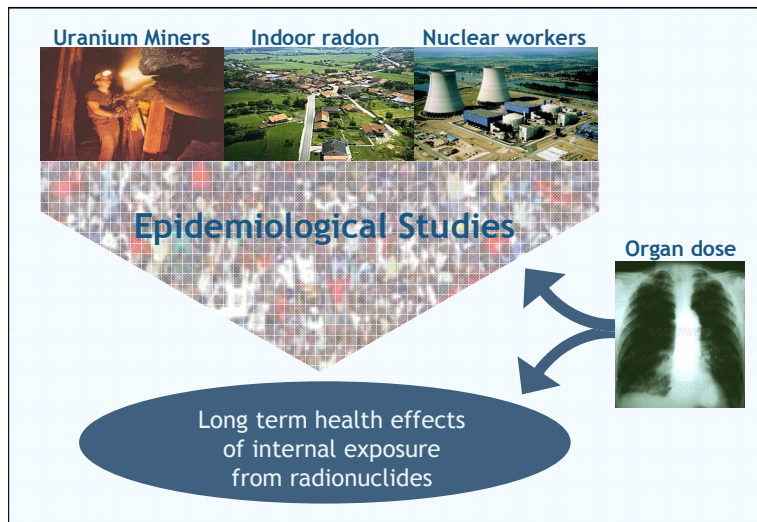 Uranium Miners
Indoor radon
Nuclear workers
Epidemiological Studies
Organ dose
Long term health effects
of internal exposure
from radionuclides